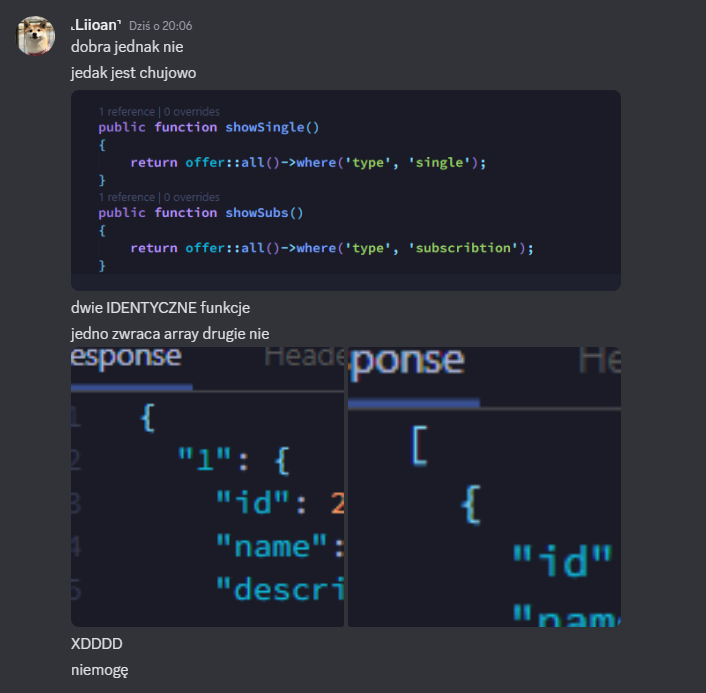 ⸤Liioan⸣ Dziś o 20:06
dobra jednak nie
jedak jest chujowo
1 reference | 0 overrides
public function showSingle()
{
return offer::all()->where('type', 'single');
}
1 reference | 0 overrides
public function showSubs()
{
return offer::all()->where('type', 'subscribtion');
}
dwie IDENTYCZNE funkcje
jedno zwraca array drugie nie
esponse Heade
1 {
2 "1": {
3 "id": 2
4 "name":
5 "descri
ponse He
[
{
"id"
"nam
XDDDD
niemogę